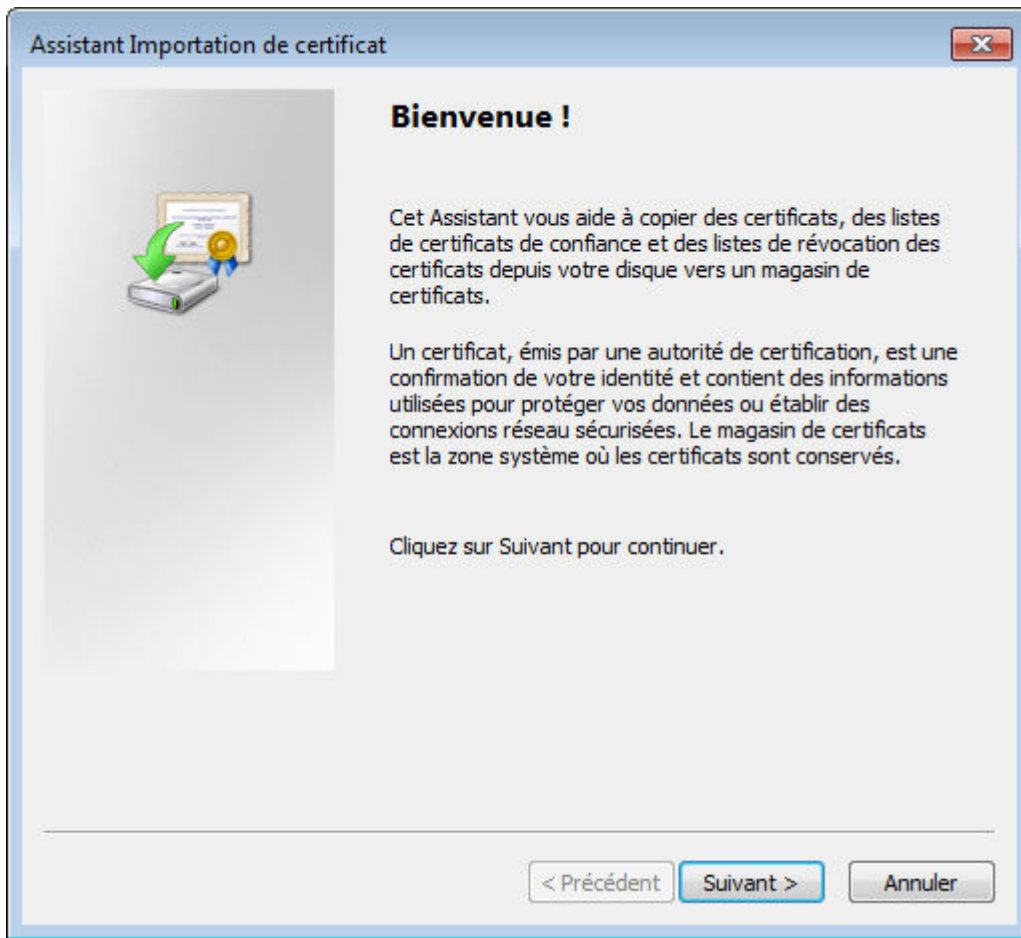 Assistant Importation de certificat
Bienvenue !
Cet Assistant vous aide à copier des certificats, des listes
de certificats de confiance et des listes de révocation des
certificats depuis votre disque vers un magasin de
certificats.
Un certificat, émis par une autorité de certification, est une
confirmation de votre identité et contient des informations
utilisées pour protéger vos données ou établir des
connexions réseau sécurisées. Le magasin de certificats
est la zone système où les certificats sont conservés.
Cliquez sur Suivant pour continuer.
< Précédent
Suivant >
Annuler